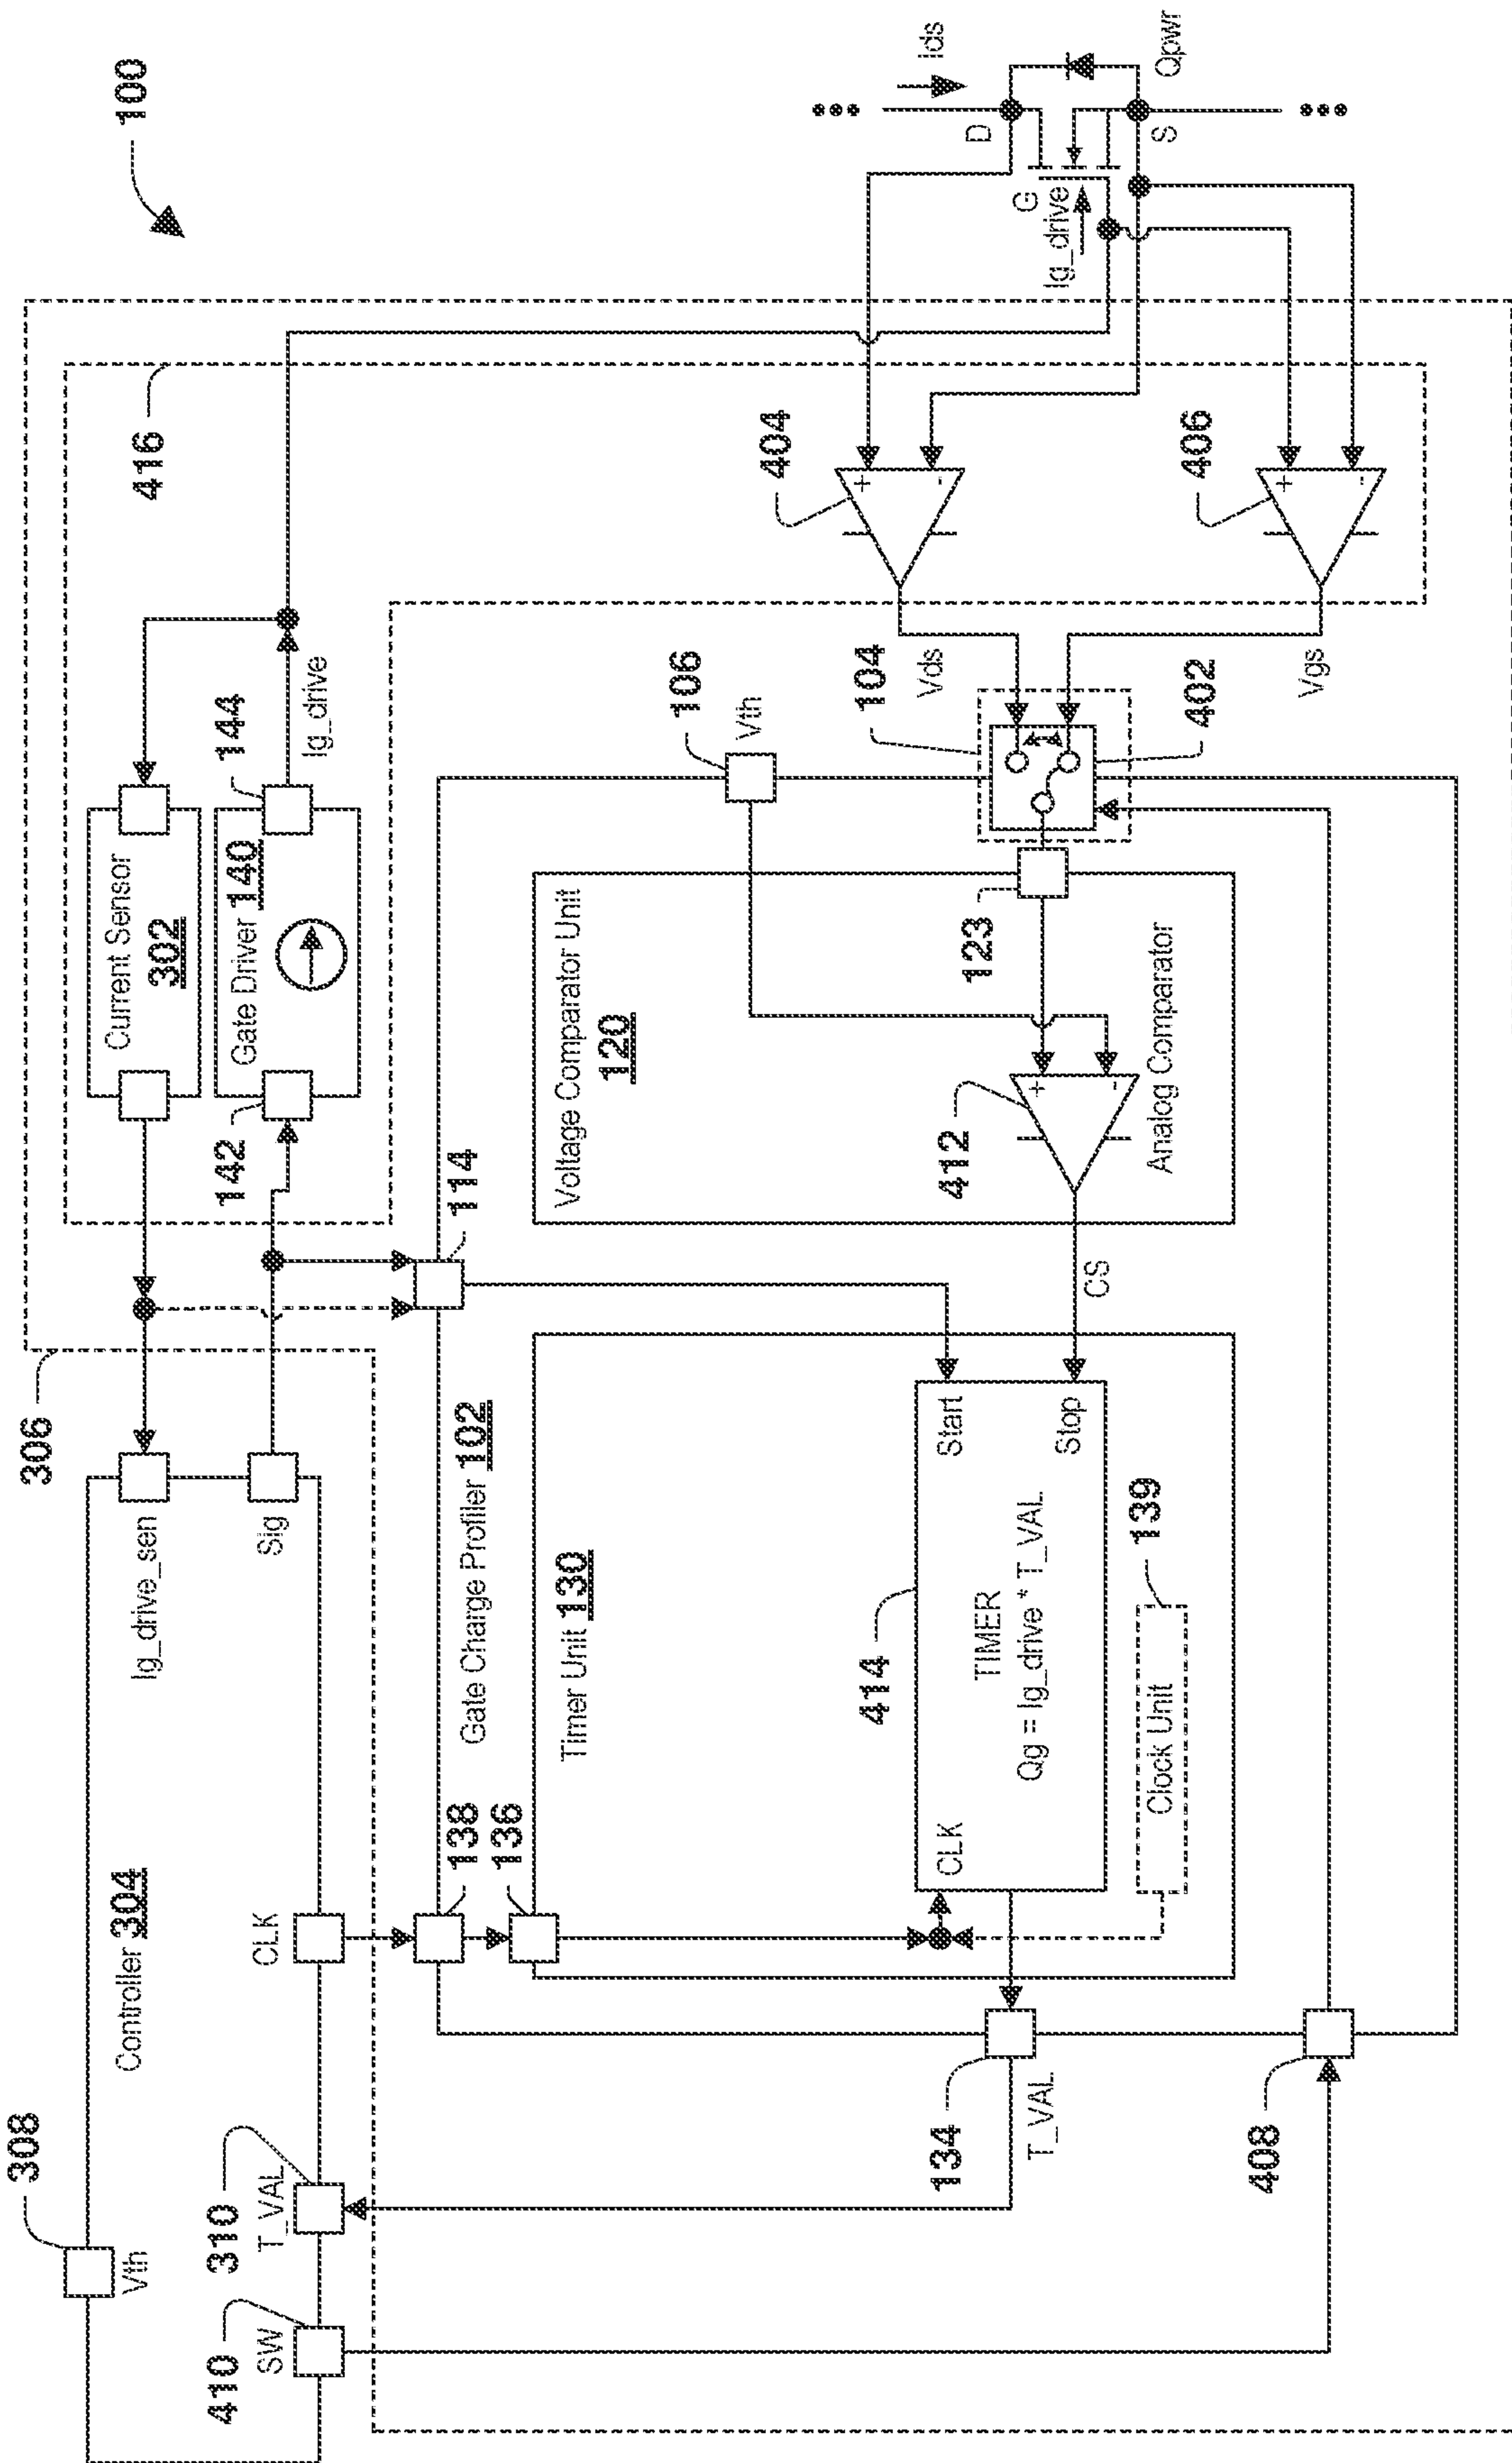 100
308
Vth
Controller 304
410
SW
310
T_VAL
CLK
Ig_drive_sen
Sig
306
416
Current Sensor
302
Gate Driver 140
142
144
Ig_drive
138
136
Gate Charge Profiler 102
114
106
Vth
Timer Unit 130
414
CLK
TIMER
Qg = Ig_drive * T_VAL
Start
Stop
Clock Unit
139
134
T_VAL
408
Voltage Comparator Unit
120
CS
412
+
-
Analog Comparator
123
104
402
Vds
Vgs
404
+
-
406
+
-
Ids
D
G
Ig_drive
S
Qpwr